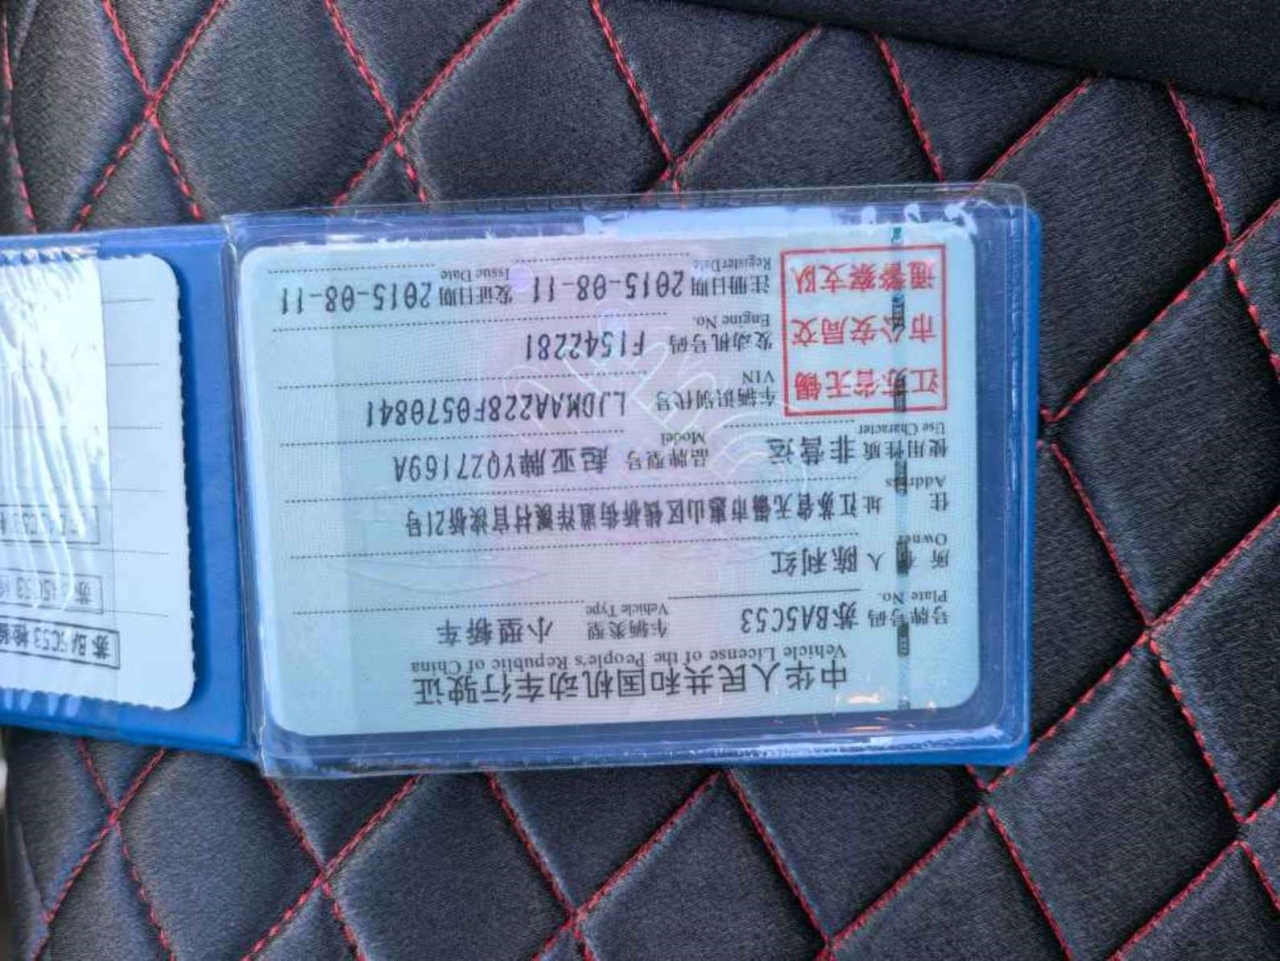 中华人民共和国机动车行驶证
Vehicle License of the People's Republic of China
号牌号码 苏BA5C53 车辆类型 小型轿车
Plate No. Vehicle Type
所有人 陈利红
Owner
住址 江苏省无锡市惠山区钱桥街道洋溪村官谈桥21号
Address
使用性质 非营运 品牌型号 起亚牌YQZ7169A
Use Character Model
江苏省无锡
市公安局交
通警察支队
车辆识别代号 LJDMAA228F0570841
VIN
发动机号码 F1542281
Engine No.
注册日期 2015-08-11 发证日期 2015-08-11
Register Date Issue Date
苏BA5C53 检验